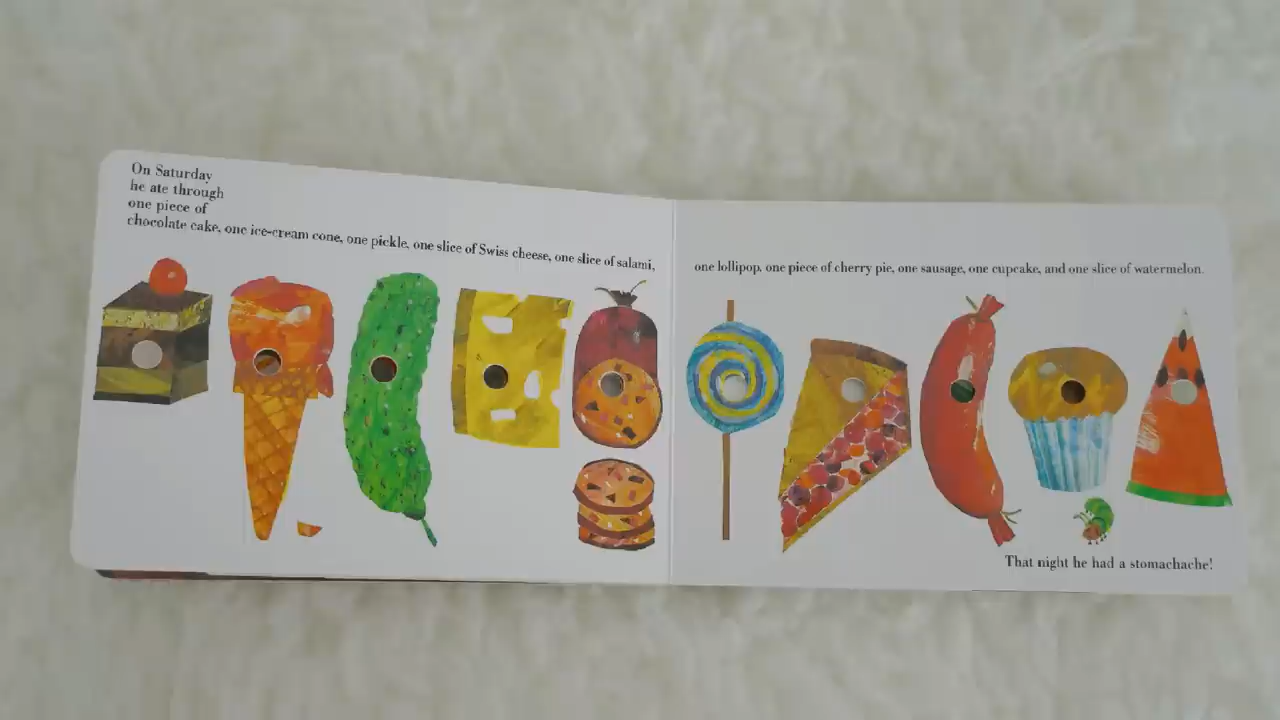 On Saturday
he ate through
one piece of
chocolate cake, one ice-cream cone, one pickle, one slice of Swiss cheese, one slice of salami,
one lollipop, one piece of cherry pie, one sausage, one cupcake, and one slice of watermelon.
That night he had a stomachache!